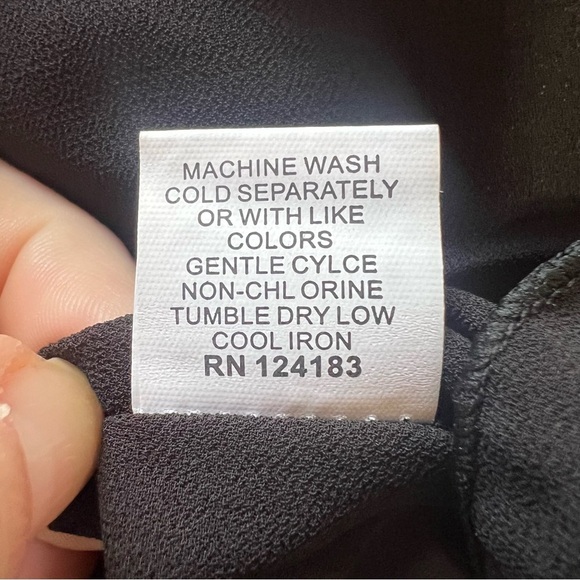 MACHINE WASH
COLD SEPARATELY
OR WITH LIKE
COLORS
GENTLE CYLCE
NON-CHL ORINE
TUMBLE DRY LOW
COOL IRON
RN 124183